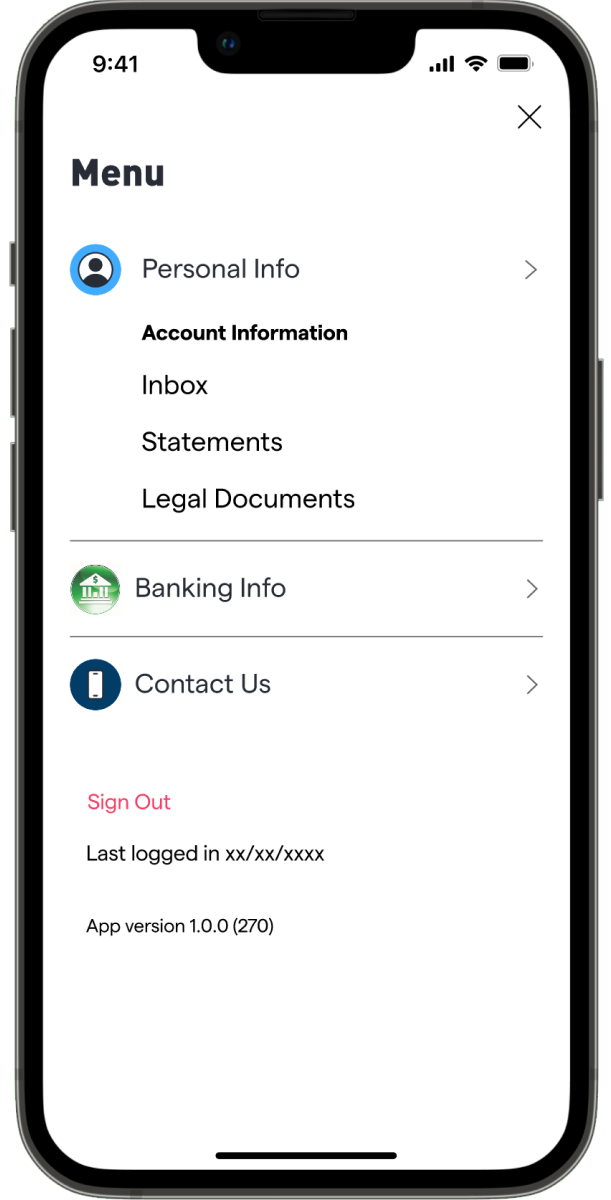 9:41
Menu
Personal Info
Account Information
Inbox
Statements
Legal Documents
$
Banking Info
Contact Us
Sign Out
Last logged in xx/xx/xxxx
App version 1.0.0 (270)